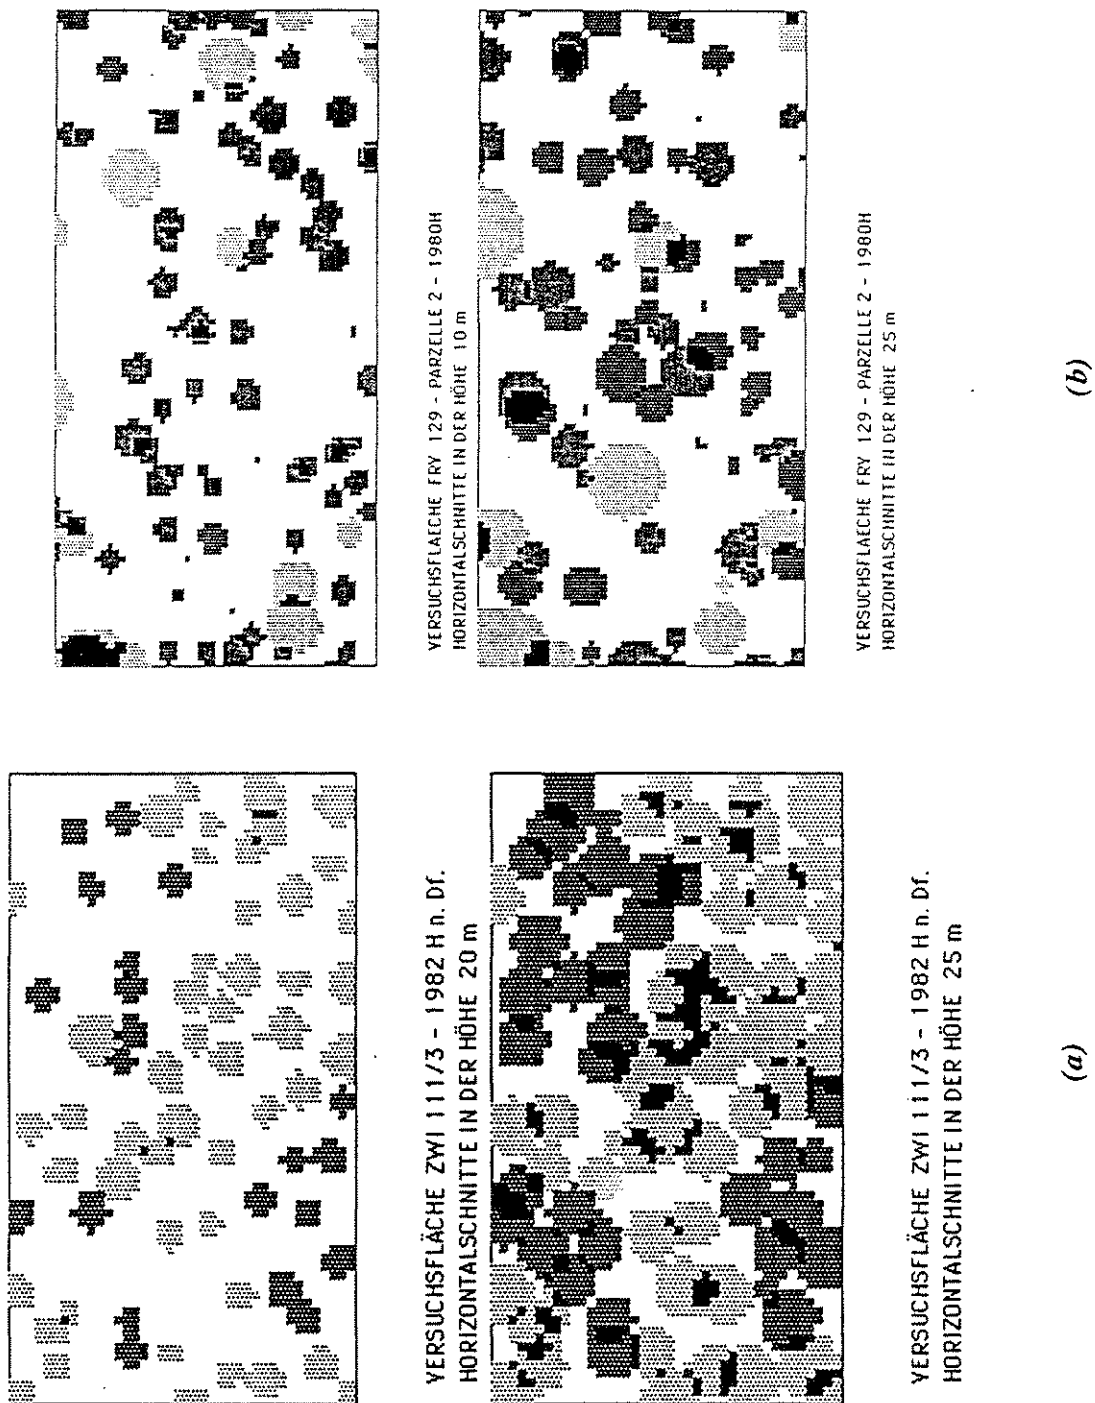 VERSUCHSFLÄCHE ZWI 111/3 - 1982 H n. Df.
HORIZONTALSCHNITTE IN DER HÖHE 20 m
VERSUCHSFLÄCHE ZWI 111/3 - 1982 H n. Df.
HORIZONTALSCHNITTE IN DER HÖHE 25 m
(a)
VERSUCHSFLAECHE FRY 129 - PARZELLE 2 - 1980H
HORIZONTALSCHNITTE IN DER HÖHE 10 m
VERSUCHSFLAECHE FRY 129 - PARZELLE 2 - 1980H
HORIZONTALSCHNITTE IN DER HÖHE 25 m
(b)